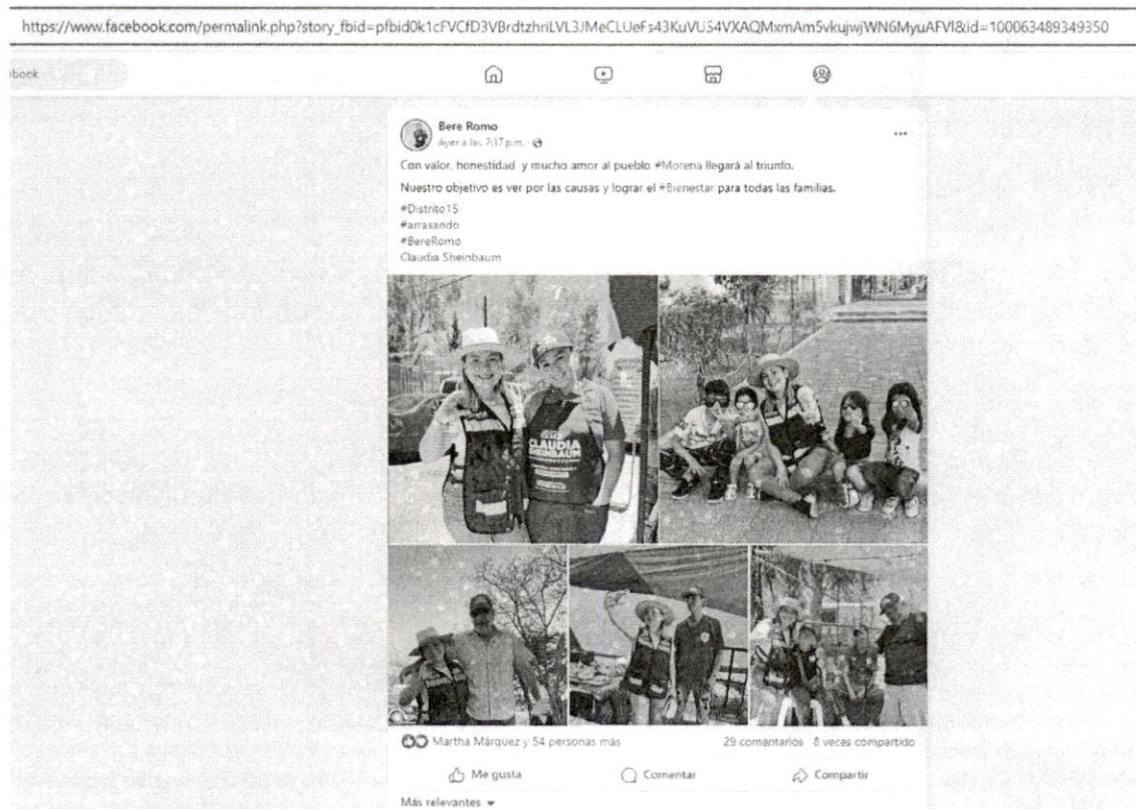 https://www.facebook.com/permalink.php?story_fbid=pfbid0k1cFVCfD3VBrdtzhriLVL3JMeCLUeFs43KuVUS4VXAQMxmAm5vkujwjWN6MyuAFVl&id=100063489349350
ebook
Bere Romo
Ayer a las 7:17 p.m.
Con valor, honestidad y mucho amor al pueblo #Morena llegará al triunfo.
Nuestro objetivo es ver por las causas y lograr el #Bienestar para todas las familias.
#Distrito15
#arrasando
#BereRomo
Claudia Sheinbaum
CLAUDIA
SHEINBAUM
Martha Márquez y 54 personas más
29 comentarios 8 veces compartido
Me gusta
Comentar
Compartir
Más relevantes